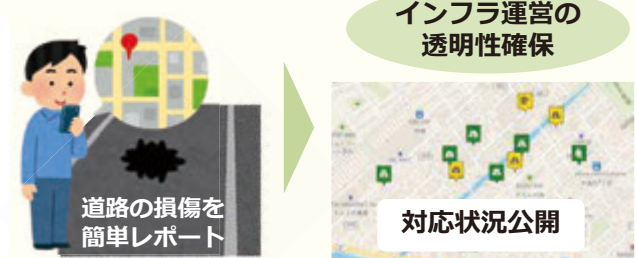 インフラ運営の
透明性確保
道路の損傷を
簡単レポート
対応状況公開